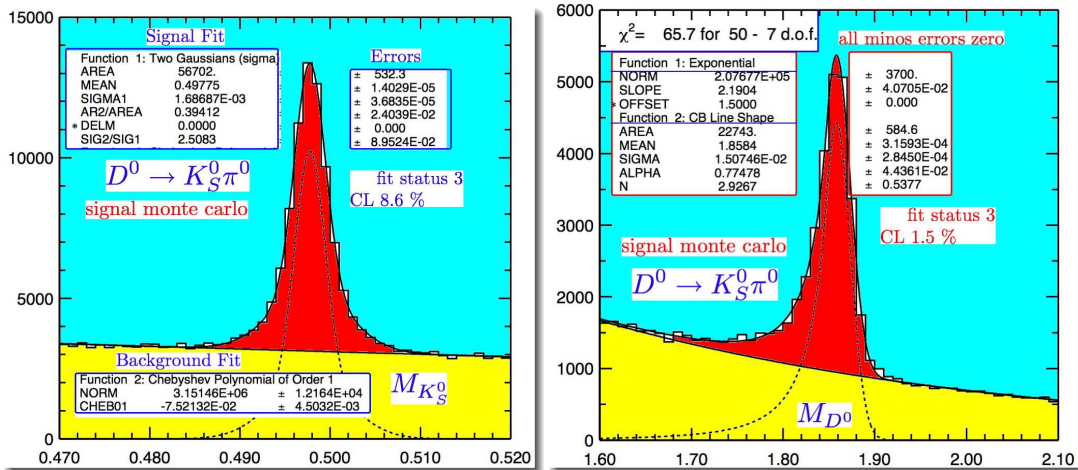 15000
10000
5000
0
0.470 0.480 0.490 0.500 0.510 0.520
Signal Fit
Function 1: Two Gaussians (sigma
AREA 56702.
MEAN 0.49775
SIGMA1 1.68687E-03
AR2/AREA 0.39412
* DELM 0.0000
SIG2/SIG1 2.5083
Errors
± 532.3
± 1.4029E-05
± 3.6835E-05
± 2.4039E-02
± 0.000
± 8.9524E-02
D⁰ → K_S⁰π⁰
signal monte carlo
fit status 3
CL 8.6 %
Background Fit
Function 2: Chebyshev Polynomial of Order 1
NORM 3.15146E+06 ± 1.2164E+04
CHEB01 -7.52132E-02 ± 4.5032E-03
M_{K_S⁰}
6000
5000
4000
3000
2000
1000
0
1.60 1.70 1.80 1.90 2.00 2.10
χ²= 65.7 for 50 - 7 d.o.f.
all minos errors zero
Function 1: Exponential
NORM 2.07677E+05 ± 3700.
SLOPE 2.1904 ± 4.0705E-02
* OFFSET 1.5000 ± 0.000
Function 2: CB Line Shape
AREA 22743. ± 584.6
MEAN 1.8584 ± 3.1593E-04
SIGMA 1.50746E-02 ± 2.8450E-04
ALPHA 0.77478 ± 4.4361E-02
N 2.9267 ± 0.5377
fit status 3
CL 1.5 %
signal monte carlo
D⁰ → K_S⁰π⁰
M_{D⁰}